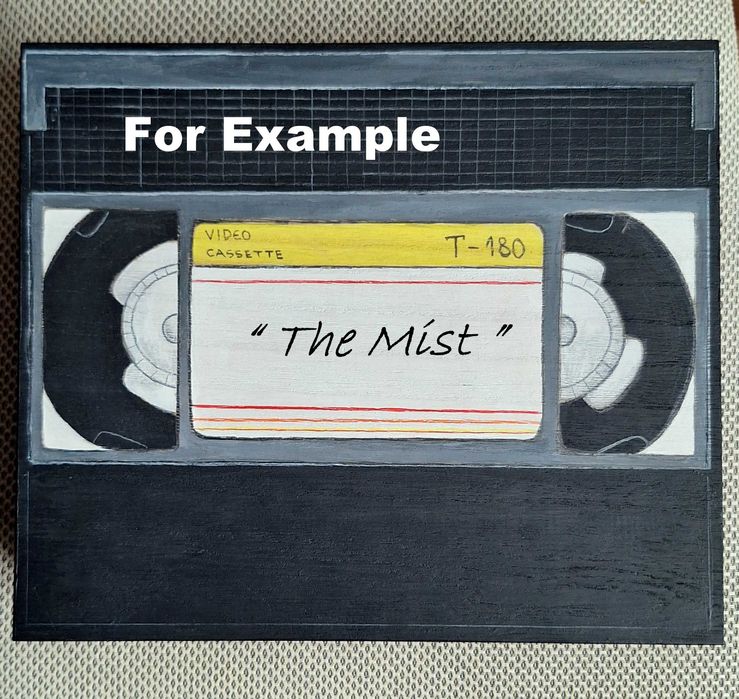 For Example
VIDEO
CASSETTE
T-180
“ The Mist ”